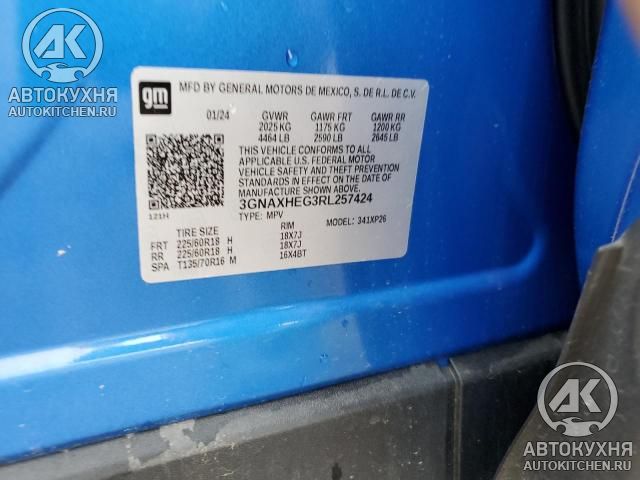 gm
MFD BY GENERAL MOTORS DE MEXICO, S. DE R.L. DE C.V.
01/24 GVWR GAWR FRT GAWR RR
2025 KG 1175 KG 1200 KG
4464 LB 2590 LB 2645 LB
THIS VEHICLE CONFORMS TO ALL
APPLICABLE U.S. FEDERAL MOTOR
VEHICLE SAFETY AND THEFT PREVENTION
STANDARDS IN EFFECT ON THE DATE OF
MANUFACTURE SHOWN ABOVE.
3GNAXHEG3RL257424
121H TYPE: MPV MODEL: 341XP26
TIRE SIZE RIM
FRT 225/60R18 H 18X7J
RR 225/60R18 H 18X7J
SPA T135/70R16 M 16X4BT
АК
АВТОКУХНЯ
AUTOKITCHEN.RU
АК
АВТОКУХНЯ
AUTOKITCHEN.RU